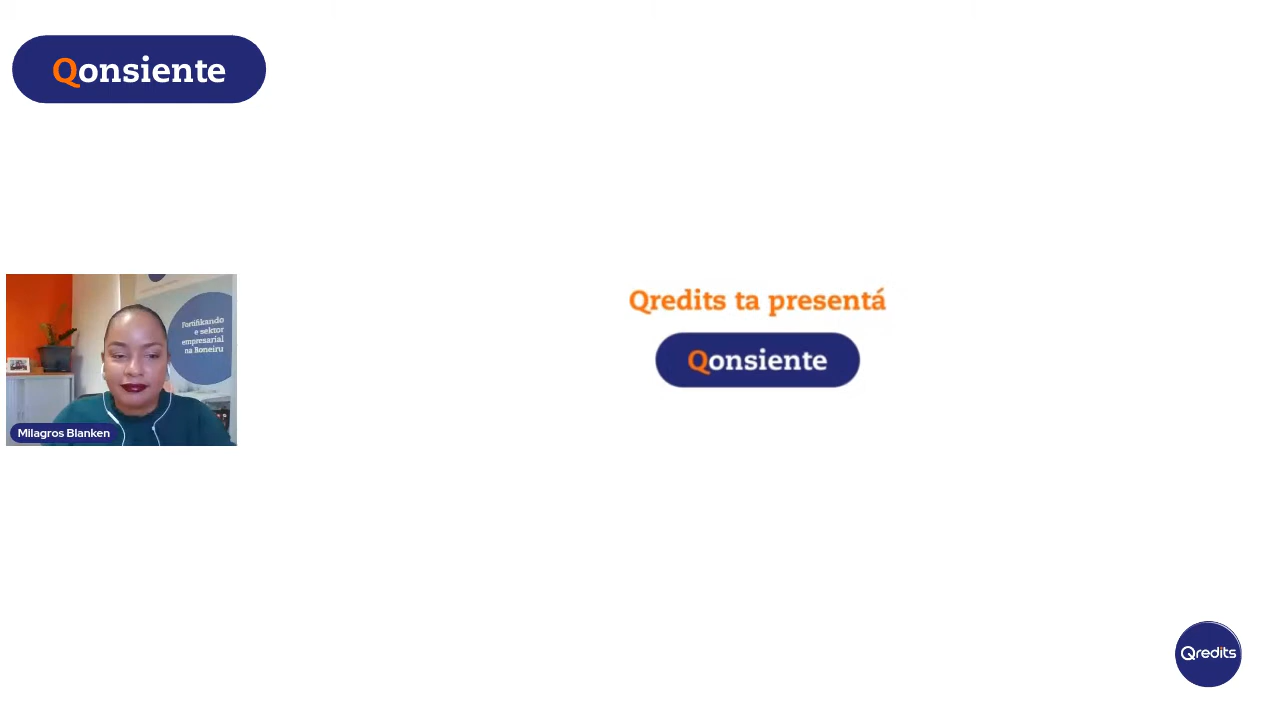 Qonsiente
Qredits ta presentá
Qonsiente
Fortifikando
e sektor
empresarial
na Boneiru
Milagros Blanken
Qredits